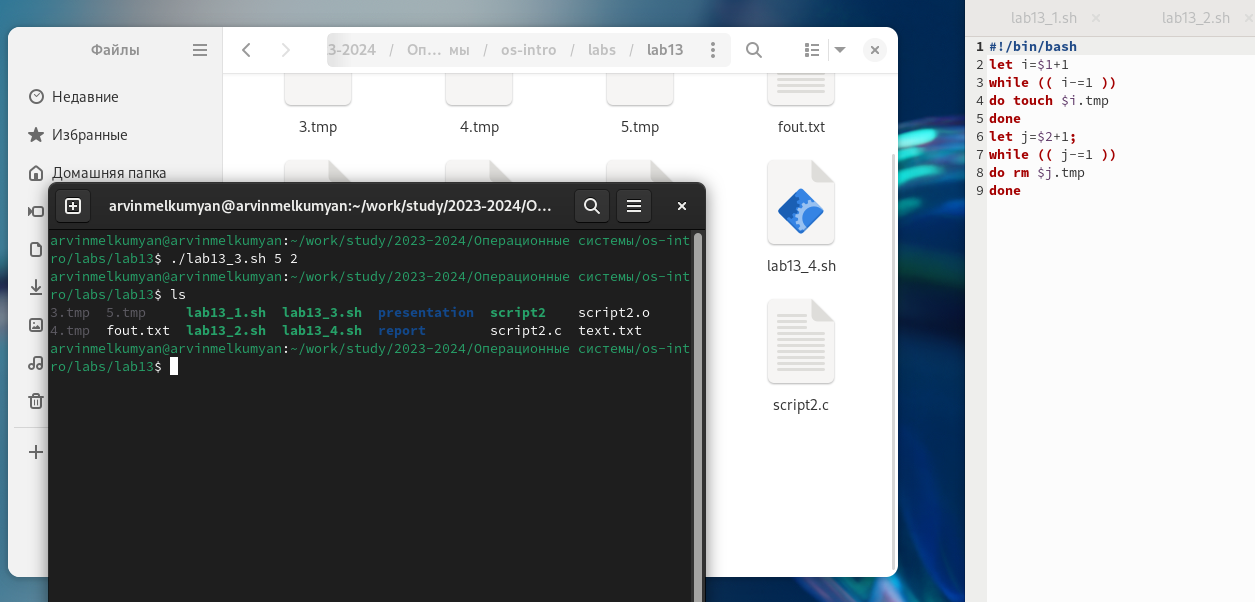 Файлы
3-2024 / Оп… мы / os-intro / labs / lab13
Недавние
Избранные
Домашняя папка
3.tmp
4.tmp
5.tmp
fout.txt
lab13_4.sh
script2.c
arvinmelkumyan@arvinmelkumyan:~/work/study/2023-2024/О...
arvinmelkumyan@arvinmelkumyan:~/work/study/2023-2024/Операционные системы/os-int
ro/labs/lab13$ ./lab13_3.sh 5 2
arvinmelkumyan@arvinmelkumyan:~/work/study/2023-2024/Операционные системы/os-int
ro/labs/lab13$ ls
3.tmp  5.tmp     lab13_1.sh  lab13_3.sh  presentation  script2    script2.o
4.tmp  fout.txt  lab13_2.sh  lab13_4.sh  report        script2.c  text.txt
arvinmelkumyan@arvinmelkumyan:~/work/study/2023-2024/Операционные системы/os-int
ro/labs/lab13$
lab13_1.sh
lab13_2.sh
1 #!/bin/bash
2 let i=$1+1
3 while (( i-=1 ))
4 do touch $i.tmp
5 done
6 let j=$2+1;
7 while (( j-=1 ))
8 do rm $j.tmp
9 done